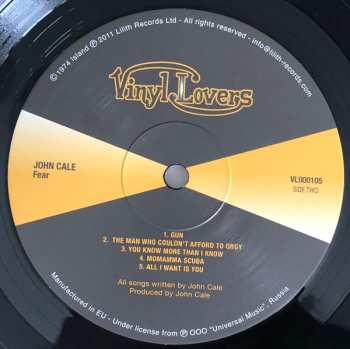 © 1974 Island ℗ 2011 Lilith Records Ltd - All rights reserved - info@lilith-records.com
Vinyl Lovers
JOHN CALE
Fear
VL900105
SIDE TWO
1. GUN
2. THE MAN WHO COULDN'T AFFORD TO ORGY
3. YOU KNOW MORE THAN I KNOW
4. MOMAMMA SCUBA
5. ALL I WANT IS YOU
All songs written by John Cale
Produced by John Cale
Manufactured in EU - Under license from ℗ OOO "Universal Music", Russia